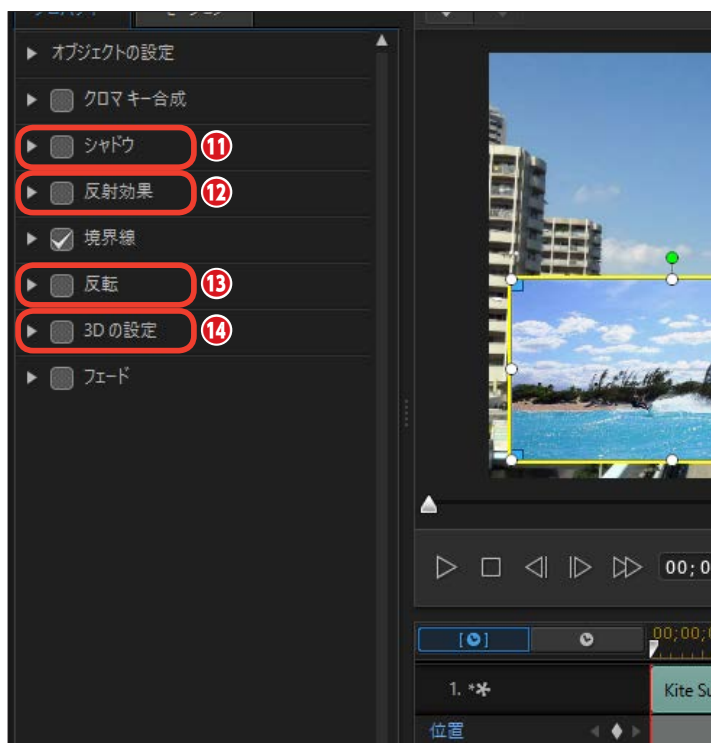 オブジェクトの設定
クロマ キー合成
シャドウ ⑪
反射効果 ⑫
境界線
反転 ⑬
3D の設定 ⑭
フェード
00;0
00;00;
1. *
Kite Su
位置